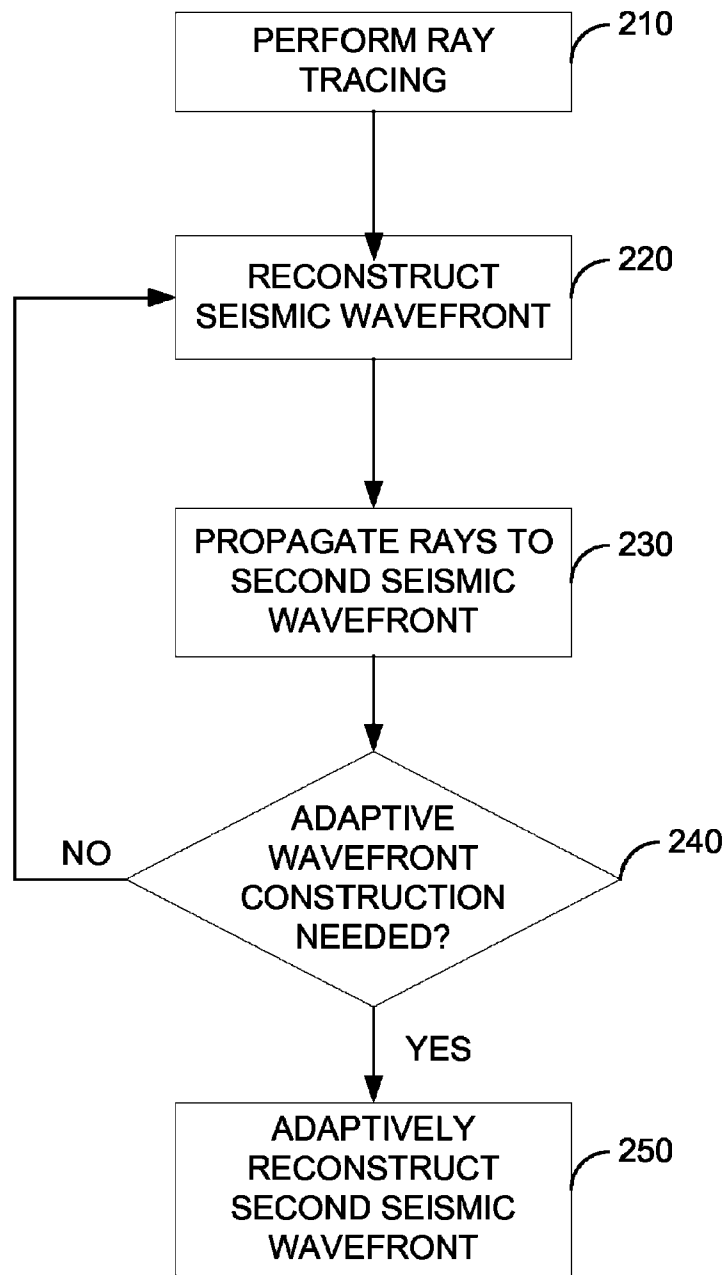 PERFORM RAY
TRACING
210
RECONSTRUCT
SEISMIC WAVEFRONT
220
PROPAGATE RAYS TO
SECOND SEISMIC
WAVEFRONT
230
ADAPTIVE
WAVEFRONT
CONSTRUCTION
NEEDED?
240
NO
YES
ADAPTIVELY
RECONSTRUCT
SECOND SEISMIC
WAVEFRONT
250